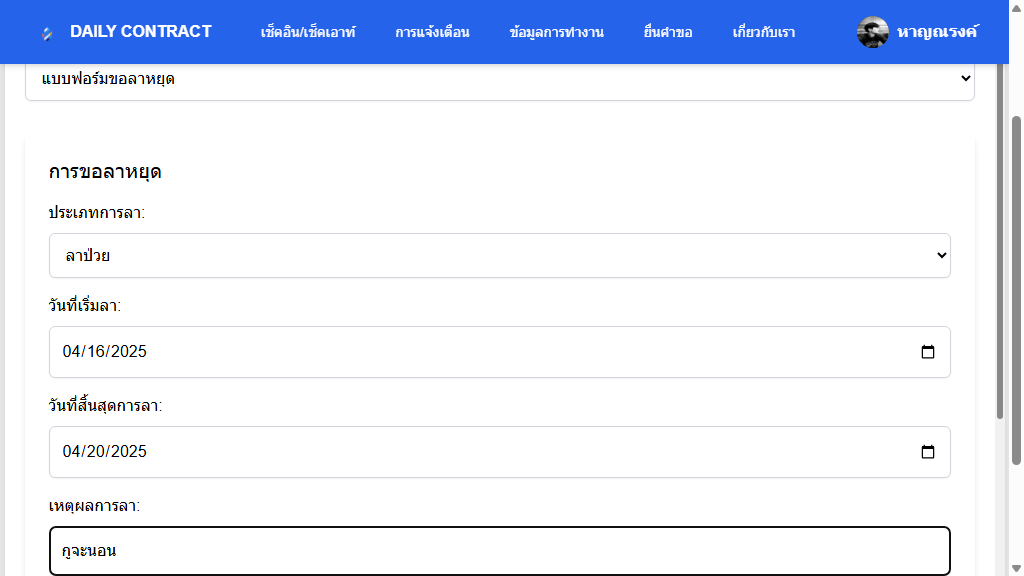 DAILY CONTRACT เช็คอิน/เช็คเอาท์ การแจ้งเตือน ข้อมูลการทำงาน ยื่นคำขอ เกี่ยวกับเรา หาญณรงค์
แบบฟอร์มขอลาหยุด
การขอลาหยุด
ประเภทการลา:
ลาป่วย
วันที่เริ่มลา:
04/16/2025
วันที่สิ้นสุดการลา:
04/20/2025
เหตุผลการลา:
กูจะนอน